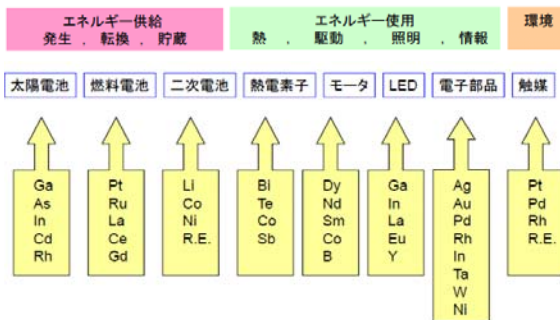 エネルギー供給
発生 , 転換 , 貯蔵
エネルギー使用
熱 , 駆動 , 照明 , 情報
環境
太陽電池
燃料電池
二次電池
熱電素子
モータ
LED
電子部品
触媒
Ga
As
In
Cd
Rh
Pt
Ru
La
Ce
Gd
Li
Co
Ni
R.E.
Bi
Te
Co
Sb
Dy
Nd
Sm
Co
B
Ga
In
La
Eu
Y
Ag
Au
Pd
Rh
In
Ta
W
Ni
Pt
Pd
Rh
R.E.